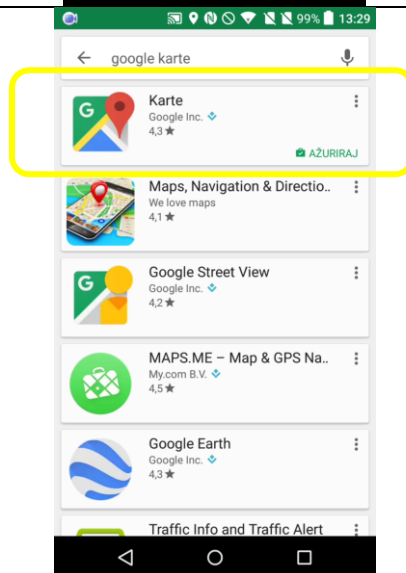 99% 13:29
google karte
Karte
Google Inc.
4,3★
AŽURIRAJ
Maps, Navigation & Directio..
We love maps
4,1★
Google Street View
Google Inc.
4,2★
MAPS.ME – Map & GPS Na..
My.com B.V.
4,5★
Google Earth
Google Inc.
4,3★
Traffic Info and Traffic Alert